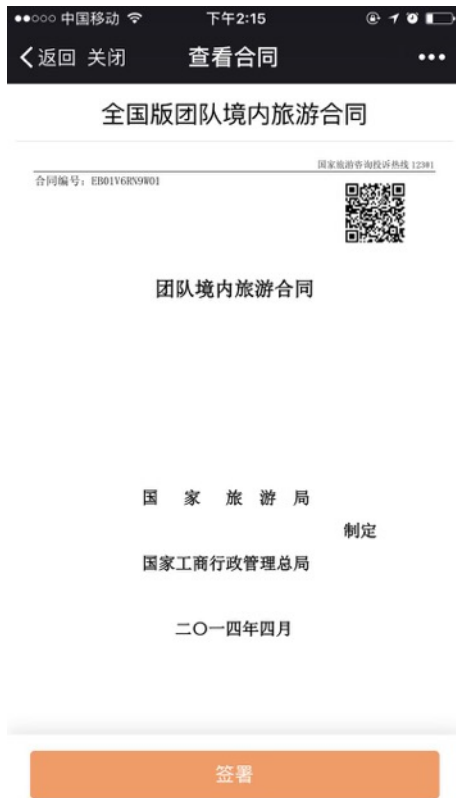 中国移动 下午2:15
返回 关闭 查看合同
全国版团队境内旅游合同
国家旅游咨询投诉热线 12301
合同编号：EB01V6RN9W01
团队境内旅游合同
国家旅游局
制定
国家工商行政管理总局
二〇一四年四月
签署